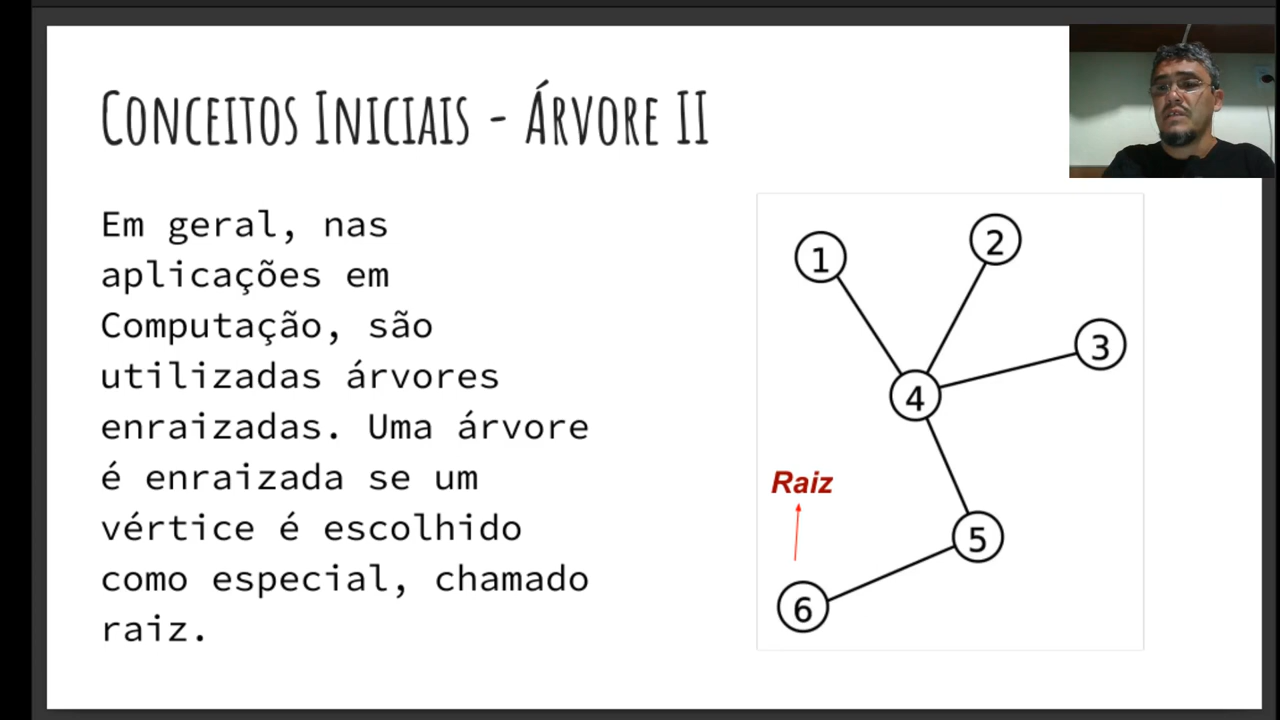 CONCEITOS INICIAIS - ÁRVORE II
Em geral, nas
aplicações em
Computação, são
utilizadas árvores
enraizadas. Uma árvore
é enraizada se um
vértice é escolhido
como especial, chamado
raiz.
1
2
3
4
Raiz
5
6